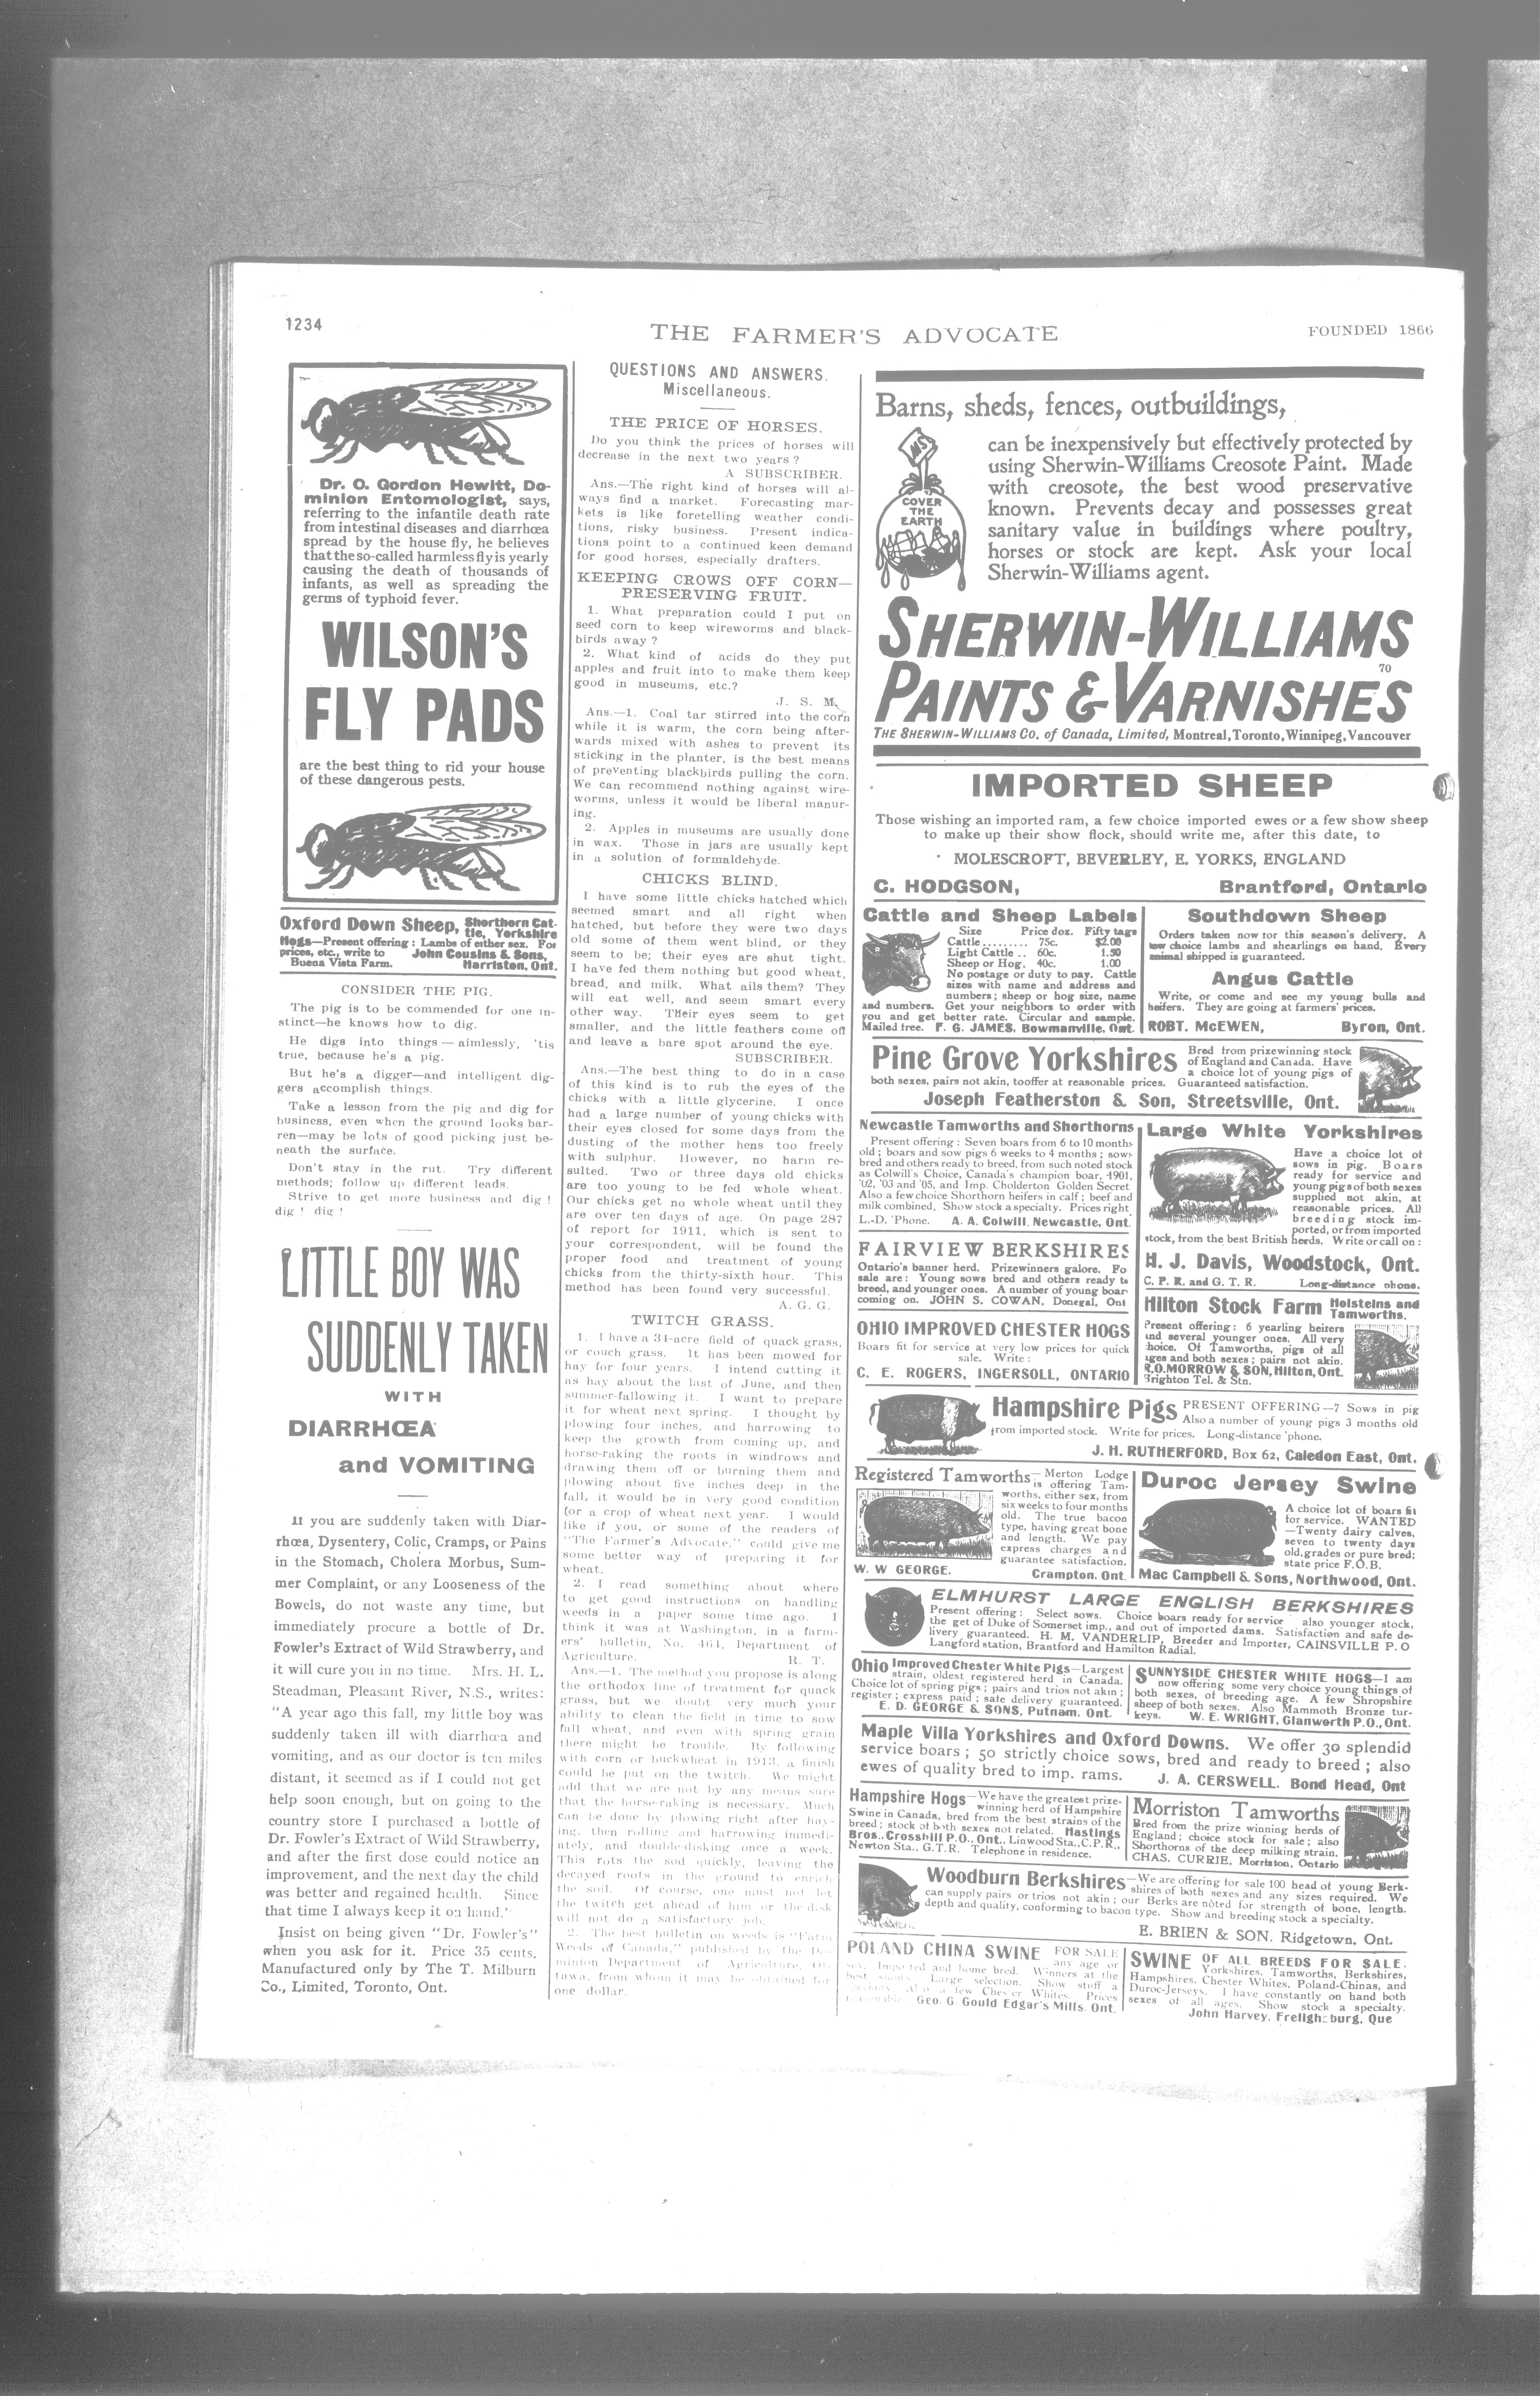 1234
THE FARMER'S ADVOCATE
FOUNDED 1866
Dr. O. Gordon Hewitt, Do-
minion Entomologist, says,
referring to the infantile death rate
from intestinal diseases and diarrhœa
spread by the house fly, he believes
that the so-called harmless fly is yearly
causing the death of thousands of
infants, as well as spreading the
germs of typhoid fever.
WILSON'S
FLY PADS
are the best thing to rid your house
of these dangerous pests.
Oxford Down Sheep, Shorthorn Cat-
tle, Yorkshire
Hogs—Present offering: Lambs of either sex. For
prices, etc., write to John Cousins & Sons,
Buena Vista Farm. Harriston, Ont.
CONSIDER THE PIG.
The pig is to be commended for one in-
stinct—he knows how to dig.
He digs into things—aimlessly, 'tis
true, because he's a pig.
But he's a digger—and intelligent dig-
gers accomplish things.
Take a lesson from the pig and dig for
business, even when the ground looks bar-
ren—may be lots of good picking just be-
neath the surface.
Don't stay in the rut. Try different
methods; follow up different leads.
Strive to get more business and dig!
dig! dig!
LITTLE BOY WAS
SUDDENLY TAKEN
WITH
DIARRHŒA
and VOMITING
If you are suddenly taken with Diar-
rhœa, Dysentery, Colic, Cramps, or Pains
in the Stomach, Cholera Morbus, Sum-
mer Complaint, or any Looseness of the
Bowels, do not waste any time, but
immediately procure a bottle of Dr.
Fowler's Extract of Wild Strawberry, and
it will cure you in no time. Mrs. H. L.
Steadman, Pleasant River, N.S., writes:
"A year ago this fall, my little boy was
suddenly taken ill with diarrhœa and
vomiting, and as our doctor is ten miles
distant, it seemed as if I could not get
help soon enough, but on going to the
country store I purchased a bottle of
Dr. Fowler's Extract of Wild Strawberry,
and after the first dose could notice an
improvement, and the next day the child
was better and regained health. Since
that time I always keep it on hand.'
Insist on being given "Dr. Fowler's"
when you ask for it. Price 35 cents.
Manufactured only by The T. Milburn
Co., Limited, Toronto, Ont.
QUESTIONS AND ANSWERS.
Miscellaneous.
THE PRICE OF HORSES.
Do you think the prices of horses will
decrease in the next two years?
A SUBSCRIBER.
Ans.—The right kind of horses will al-
ways find a market. Forecasting mar-
kets is like foretelling weather condi-
tions, risky business. Present indica-
tions point to a continued keen demand
for good horses, especially drafters.
KEEPING CROWS OFF CORN—
PRESERVING FRUIT.
1. What preparation could I put on
seed corn to keep wireworms and black-
birds away?
2. What kind of acids do they put
apples and fruit into to make them keep
good in museums, etc.?
J. S. M.
Ans.—1. Coal tar stirred into the corn
while it is warm, the corn being after-
wards mixed with ashes to prevent its
sticking in the planter, is the best means
of preventing blackbirds pulling the corn.
We can recommend nothing against wire-
worms, unless it would be liberal manur-
ing.
2. Apples in museums are usually done
in wax. Those in jars are usually kept
in a solution of formaldehyde.
CHICKS BLIND.
I have some little chicks hatched which
seemed smart and all right when
hatched, but before they were two days
old some of them went blind, or they
seem to be; their eyes are shut tight.
I have fed them nothing but good wheat,
bread, and milk. What ails them? They
will eat well, and seem smart every
other way. Their eyes seem to get
smaller, and the little feathers come off
and leave a bare spot around the eye.
SUBSCRIBER.
Ans.—The best thing to do in a case
of this kind is to rub the eyes of the
chicks with a little glycerine. I once
had a large number of young chicks with
their eyes closed for some days from the
dusting of the mother hens too freely
with sulphur. However, no harm re-
sulted. Two or three days old chicks
are too young to be fed whole wheat.
Our chicks get no whole wheat until they
are over ten days of age. On page 287
of report for 1911, which is sent to
your correspondent, will be found the
proper food and treatment of young
chicks from the thirty-sixth hour. This
method has been found very successful.
A. G. G.
TWITCH GRASS.
1. I have a 34-acre field of quack grass,
or couch grass. It has been mowed for
hay for four years. I intend cutting it
as hay about the last of June, and then
summer-fallowing it. I want to prepare
it for wheat next spring. I thought by
plowing four inches, and harrowing to
keep the growth from coming up, and
horse-raking the roots in windrows and
drawing them off or burning them and
plowing about five inches deep in the
fall, it would be in very good condition
for a crop of wheat next year. I would
like if you, or some of the readers of
"The Farmer's Advocate," could give me
some better way of preparing it for
wheat.
2. I read something about where
to get good instructions on handling
weeds in a paper some time ago. I
think it was at Washington, in a farm-
ers' bulletin, No. 464, Department of
Agriculture. R. T.
Ans.—1. The method you propose is along
the orthodox line of treatment for quack
grass, but we doubt very much your
ability to clean the field in time to sow
fall wheat, and even with spring grain
there might be trouble. By following
with corn or buckwheat in 1913, a finish
could be put on the twitch. We might
add that we are not by any means sure
that the horse-raking is necessary. Much
can be done by plowing right after hay-
ing, then rolling and harrowing immedi-
ately, and double-disking once a week.
This rots the sod quickly, leaving the
decayed roots in the ground to enrich
the soil. Of course, one must not let
the twitch get ahead of him or the disk
will not do a satisfactory job.
2. The best bulletin on weeds is "Farm
Weeds of Canada," published by the Do-
minion Department of Agriculture, Ot-
tawa, from whom it may be obtained for
one dollar.
Barns, sheds, fences, outbuildings,
SWP
COVER
THE
EARTH
can be inexpensively but effectively protected by
using Sherwin-Williams Creosote Paint. Made
with creosote, the best wood preservative
known. Prevents decay and possesses great
sanitary value in buildings where poultry,
horses or stock are kept. Ask your local
Sherwin-Williams agent.
SHERWIN-WILLIAMS
70
PAINTS & VARNISHES
THE SHERWIN-WILLIAMS CO. of Canada, Limited, Montreal, Toronto, Winnipeg, Vancouver
IMPORTED SHEEP
Those wishing an imported ram, a few choice imported ewes or a few show sheep
to make up their show flock, should write me, after this date, to
MOLESCROFT, BEVERLEY, E. YORKS, ENGLAND
C. HODGSON, Brantford, Ontario
Cattle and Sheep Labels
Size Price doz. Fifty tags
Cattle......... 75c. $2.00
Light Cattle .. 60c. 1.50
Sheep or Hog. 40c. 1.00
No postage or duty to pay. Cattle
sizes with name and address and
numbers; sheep or hog size, name
and numbers. Get your neighbors to order with
you and get better rate. Circular and sample.
Mailed free. F. G. JAMES, Bowmanville, Ont.
Southdown Sheep
Orders taken now for this season's delivery. A
few choice lambs and shearlings on hand. Every
animal shipped is guaranteed.
Angus Cattle
Write, or come and see my young bulls and
heifers. They are going at farmers' prices.
ROBT. McEWEN, Byron, Ont.
Pine Grove Yorkshires Bred from prizewinning stock
of England and Canada. Have
a choice lot of young pigs of
both sexes, pairs not akin, to offer at reasonable prices. Guaranteed satisfaction.
Joseph Featherston & Son, Streetsville, Ont.
Newcastle Tamworths and Shorthorns
Present offering: Seven boars from 6 to 10 months
old; boars and sow pigs 6 weeks to 4 months; sows
bred and others ready to breed, from such noted stock
as Colwill's Choice, Canada's champion boar, 1901,
'02, '03 and '05, and Imp. Cholderton Golden Secret.
Also a few choice Shorthorn heifers in calf; beef and
milk combined. Show stock a specialty. Prices right.
L.-D. 'Phone. A. A. Colwill, Newcastle, Ont.
FAIRVIEW BERKSHIRES
Ontario's banner herd. Prizewinners galore. Fo
sale are: Young sows bred and others ready to
breed, and younger ones. A number of young boar
coming on. JOHN S. COWAN, Donegal, Ont
OHIO IMPROVED CHESTER HOGS
Boars fit for service at very low prices for quick
sale. Write:
C. E. ROGERS, INGERSOLL, ONTARIO
Large White Yorkshires
Have a choice lot of
sows in pig. Boars
ready for service and
young pigs of both sexes
supplied not akin, at
reasonable prices. All
breeding stock im-
ported, or from imported
stock, from the best British herds. Write or call on:
H. J. Davis, Woodstock, Ont.
C. P. R. and G. T. R. Long-distance phone.
Hilton Stock Farm Holsteins and
Tamworths.
Present offering: 6 yearling heifers
and several younger ones. All very
choice. Of Tamworths, pigs of all
ages and both sexes; pairs not akin.
R.O. MORROW & SON, Hilton, Ont.
Brighton Tel. & Stn.
Hampshire Pigs PRESENT OFFERING—7 Sows in pig
Also a number of young pigs 3 months old
from imported stock. Write for prices. Long-distance 'phone.
J. H. RUTHERFORD, Box 62, Caledon East, Ont.
Registered Tamworths—Merton Lodge
is offering Tam-
worths, either sex, from
six weeks to four months
old. The true bacon
type, having great bone
and length. We pay
express charges and
guarantee satisfaction.
W. W GEORGE. Crampton, Ont.
Duroc Jersey Swine
A choice lot of boars fit
for service. WANTED
—Twenty dairy calves,
seven to twenty days
old, grades or pure bred;
state price F.O.B.
Mac Campbell & Sons, Northwood, Ont.
ELMHURST LARGE ENGLISH BERKSHIRES
Present offering: Select sows. Choice boars ready for service also younger stock,
the get of Duke of Somerset imp., and out of imported dams. Satisfaction and safe de-
livery guaranteed. H. M. VANDERLIP, Breeder and Importer, CAINSVILLE P. O
Langford station, Brantford and Hamilton Radial.
Ohio Improved Chester White Pigs—Largest
strain, oldest registered herd in Canada.
Choice lot of spring pigs; pairs and trios not akin;
register; express paid; safe delivery guaranteed.
E. D. GEORGE & SONS, Putnam, Ont.
SUNNYSIDE CHESTER WHITE HOGS—I am
now offering some very choice young things of
both sexes, of breeding age. A few Shropshire
sheep of both sexes. Also Mammoth Bronze tur-
keys. W. E. WRIGHT, Glanworth P.O., Ont.
Maple Villa Yorkshires and Oxford Downs. We offer 30 splendid
service boars; 50 strictly choice sows, bred and ready to breed; also
ewes of quality bred to imp. rams. J. A. CERSWELL. Bond Head, Ont
Hampshire Hogs—We have the greatest prize-
winning herd of Hampshire
Swine in Canada, bred from the best strains of the
breed; stock of both sexes not related. Hastings
Bros., Crosshill P.O., Ont., Linwood Sta., C.P.R.,
Newton Sta., G.T.R. Telephone in residence.
Morriston Tamworths
Bred from the prize winning herds of
England; choice stock for sale; also
Shorthorns of the deep milking strain.
CHAS. CURRIE, Morriston, Ontario
Woodburn Berkshires—We are offering for sale 100 head of young Berk-
shires of both sexes and any sizes required. We
can supply pairs or trios not akin; our Berks are noted for strength of bone, length,
depth and quality, conforming to bacon type. Show and breeding stock a specialty.
E. BRIEN & SON. Ridgetown, Ont.
POLAND CHINA SWINE FOR SALE
any age or
sex. Imported and home bred. Winners at the
best shows. Large selection. Show stuff a
specialty. Also a few Chester Whites. Prices
reasonable. Geo. G. Gould Edgar's Mills. Ont.
SWINE OF ALL BREEDS FOR SALE.
Yorkshires, Tamworths, Berkshires,
Hampshires, Chester Whites, Poland-Chinas, and
Duroc-Jerseys. I have constantly on hand both
sexes of all ages. Show stock a specialty.
John Harvey, Frelighsburg, Que